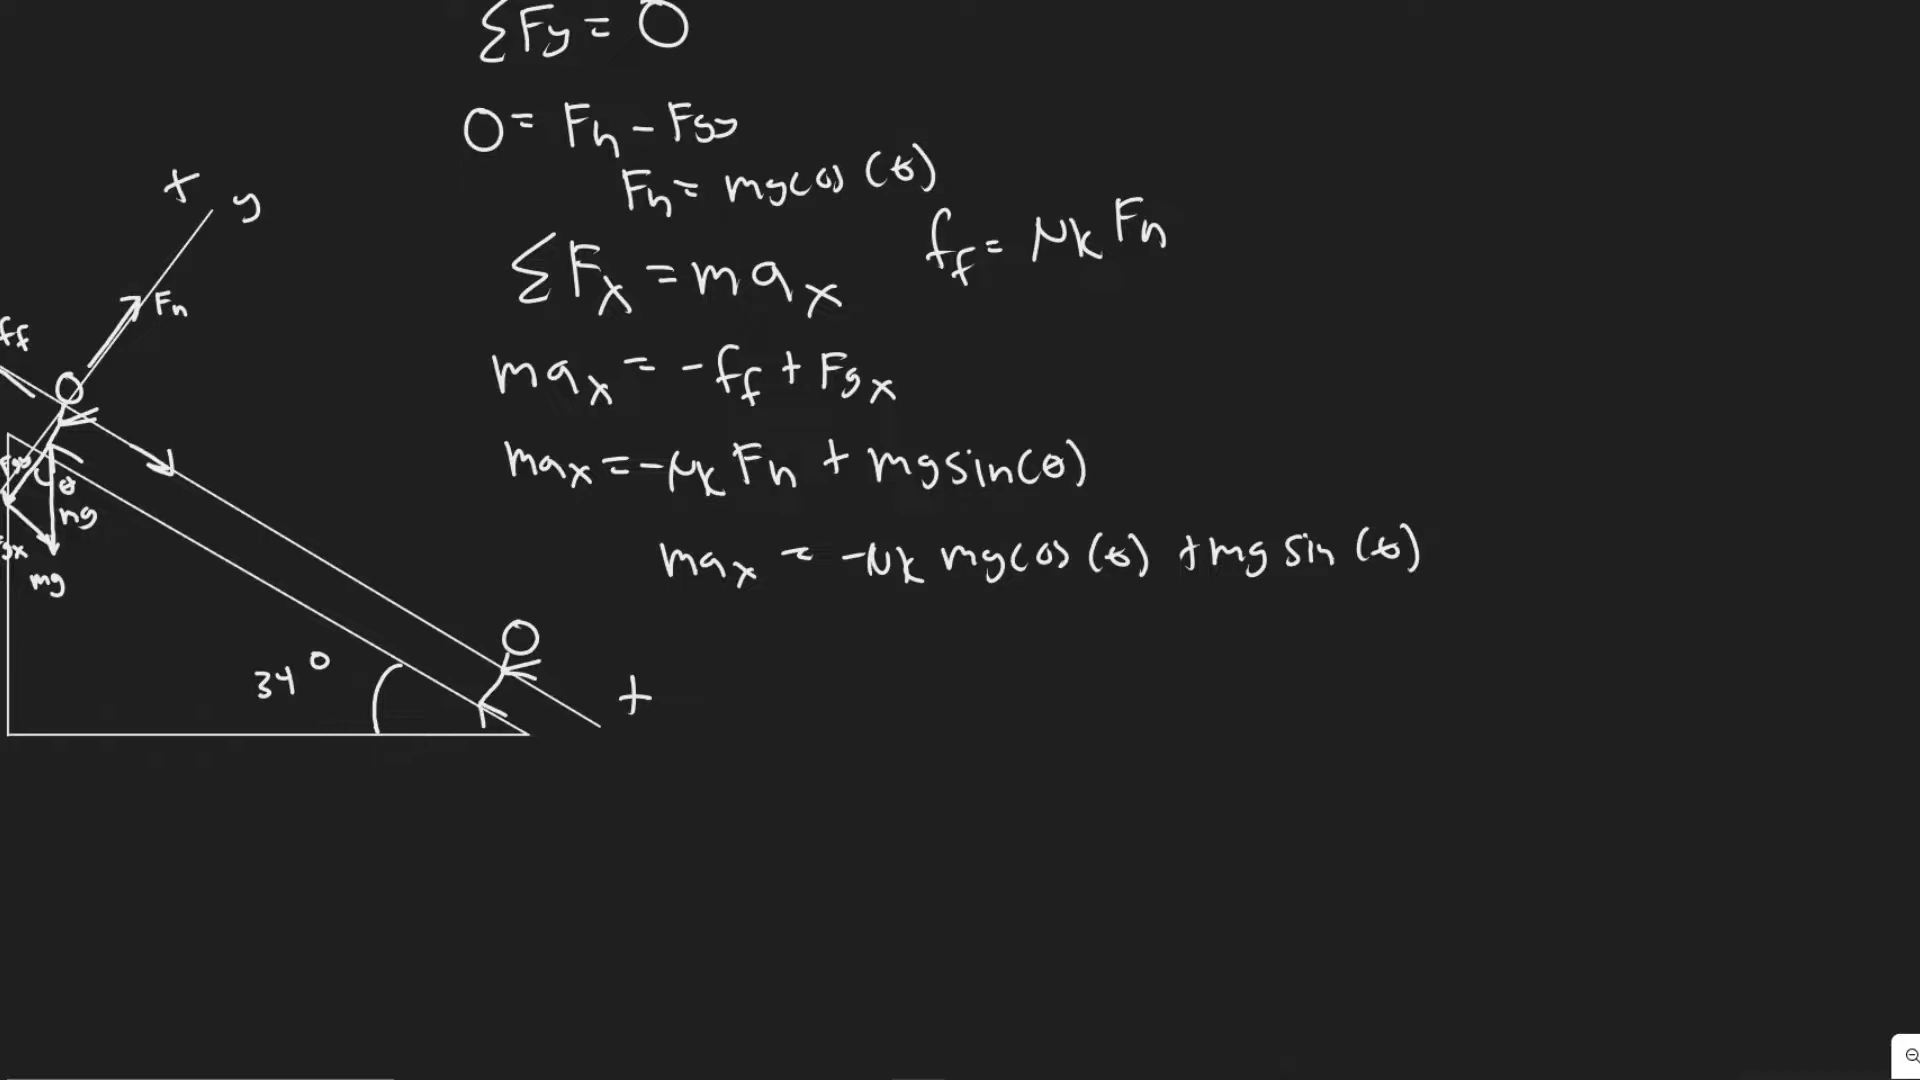 ΣFy = 0
0 = Fn - Fgy
Fn = mgcos(θ)
ff = μk Fn
ΣFx = max
max = -ff + Fgx
max = -μk Fn + mgsin(θ)
max = -μk mgcos(θ) + mg sin(θ)
+ y
Fn
ff
θ
mg
gx
mg
34°
+